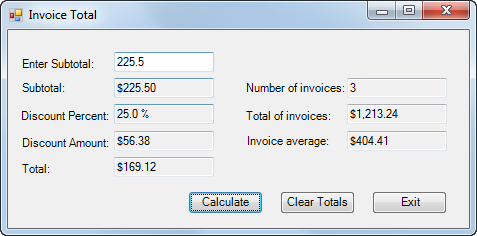 Invoice Total
Enter Subtotal: 225.5
Subtotal: $225.50 Number of invoices: 3
Discount Percent: 25.0 % Total of invoices: $1,213.24
Discount Amount: $56.38 Invoice average: $404.41
Total: $169.12
Calculate Clear Totals Exit